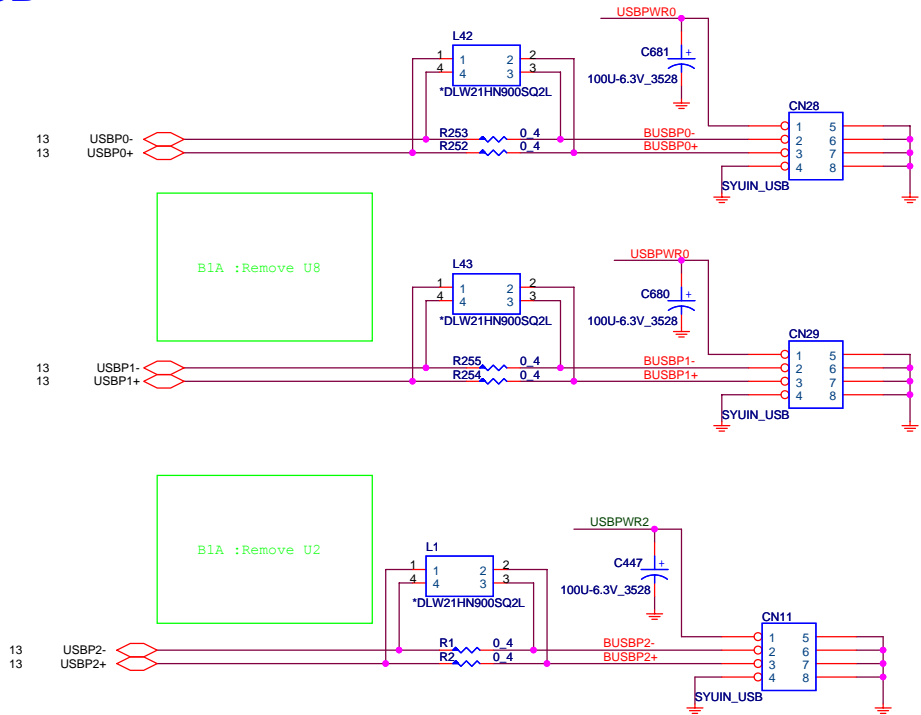 USBPWR0
L42
1 1 2 2
4 4 3 3
*DLW21HN900SQ2L
C681 +
100U-6.3V_3528
CN28
1 5
2 6
3 7
4 8
SYUIN_USB
13 USBP0- R253 0_4 BUSBP0-
13 USBP0+ R252 0_4 BUSBP0+
B1A :Remove U8
USBPWR0
L43
1 1 2 2
4 4 3 3
*DLW21HN900SQ2L
C680 +
100U-6.3V_3528
CN29
1 5
2 6
3 7
4 8
SYUIN_USB
13 USBP1- R255 0_4 BUSBP1-
13 USBP1+ R254 0_4 BUSBP1+
B1A :Remove U2
USBPWR2
L1
1 1 2 2
4 4 3 3
*DLW21HN900SQ2L
C447 +
100U-6.3V_3528
CN11
1 5
2 6
3 7
4 8
SYUIN_USB
13 USBP2- R1 0_4 BUSBP2-
13 USBP2+ R2 0_4 BUSBP2+